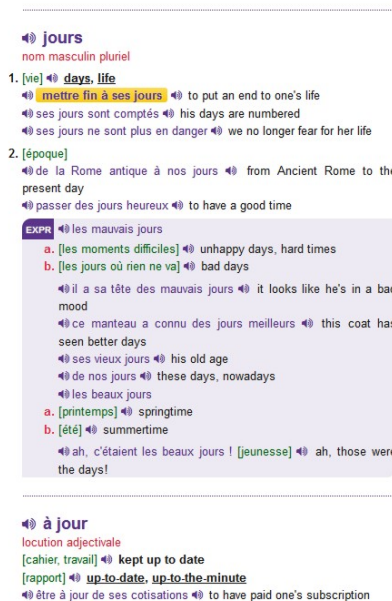 jours
nom masculin pluriel
1. [vie] days, life
mettre fin à ses jours to put an end to one's life
ses jours sont comptés his days are numbered
ses jours ne sont plus en danger we no longer fear for her life
2. [époque]
de la Rome antique à nos jours from Ancient Rome to the
present day
passer des jours heureux to have a good time
EXPR les mauvais jours
a. [les moments difficiles] unhappy days, hard times
b. [les jours où rien ne va] bad days
il a sa tête des mauvais jours it looks like he's in a bad
mood
ce manteau a connu des jours meilleurs this coat has
seen better days
ses vieux jours his old age
de nos jours these days, nowadays
les beaux jours
a. [printemps] springtime
b. [été] summertime
ah, c'étaient les beaux jours ! [jeunesse] ah, those were
the days!
à jour
locution adjectivale
[cahier, travail] kept up to date
[rapport] up-to-date, up-to-the-minute
être à jour de ses cotisations to have paid one's subscription